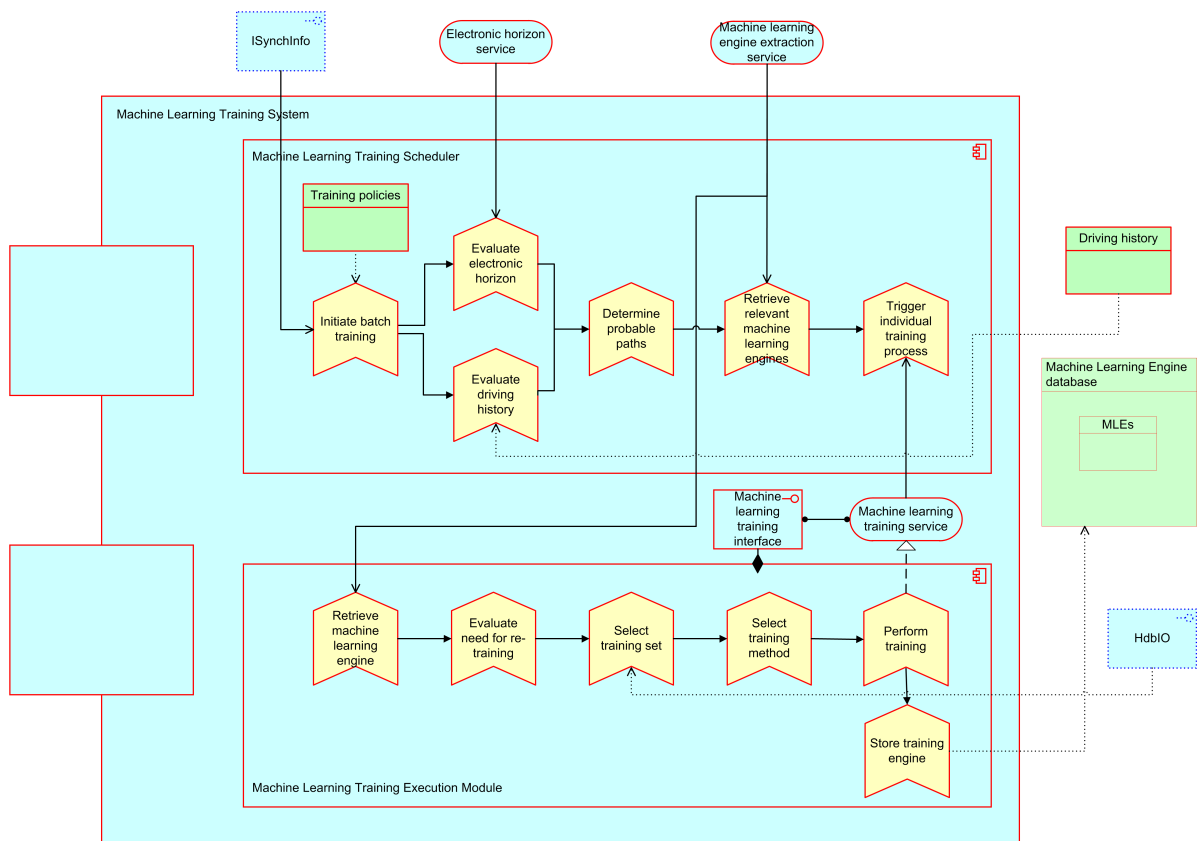 ISynchInfo
Electronic horizon
service
Machine learning
engine extraction
service
Machine Learning Training System
Machine Learning Training Scheduler
Training policies
Evaluate
electronic
horizon
Initiate batch
training
Determine
probable
paths
Retrieve
relevant
machine
learning
engines
Trigger
individual
training
process
Evaluate
driving
history
Driving history
Machine Learning Engine
database
MLEs
Machine
learning
training
interface
Machine learning
training service
Retrieve
machine
learning
engine
Evaluate
need for re-
training
Select
training set
Select
training
method
Perform
training
HdbIO
Store training
engine
Machine Learning Training Execution Module